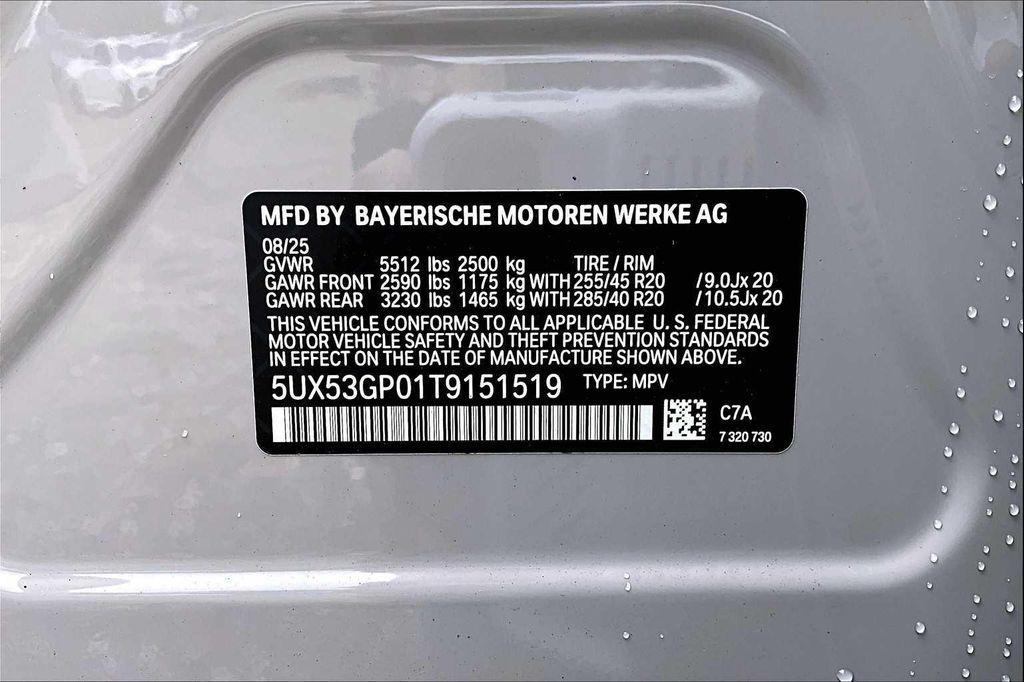 MFD BY BAYERISCHE MOTOREN WERKE AG
08/25
GVWR 5512 lbs 2500 kg TIRE / RIM
GAWR FRONT 2590 lbs 1175 kg WITH 255/45 R20 /9.0Jx 20
GAWR REAR 3230 lbs 1465 kg WITH 285/40 R20 /10.5Jx 20
THIS VEHICLE CONFORMS TO ALL APPLICABLE U. S. FEDERAL
MOTOR VEHICLE SAFETY AND THEFT PREVENTION STANDARDS
IN EFFECT ON THE DATE OF MANUFACTURE SHOWN ABOVE.
5UX53GP01T9151519 TYPE: MPV
C7A
7 320 730